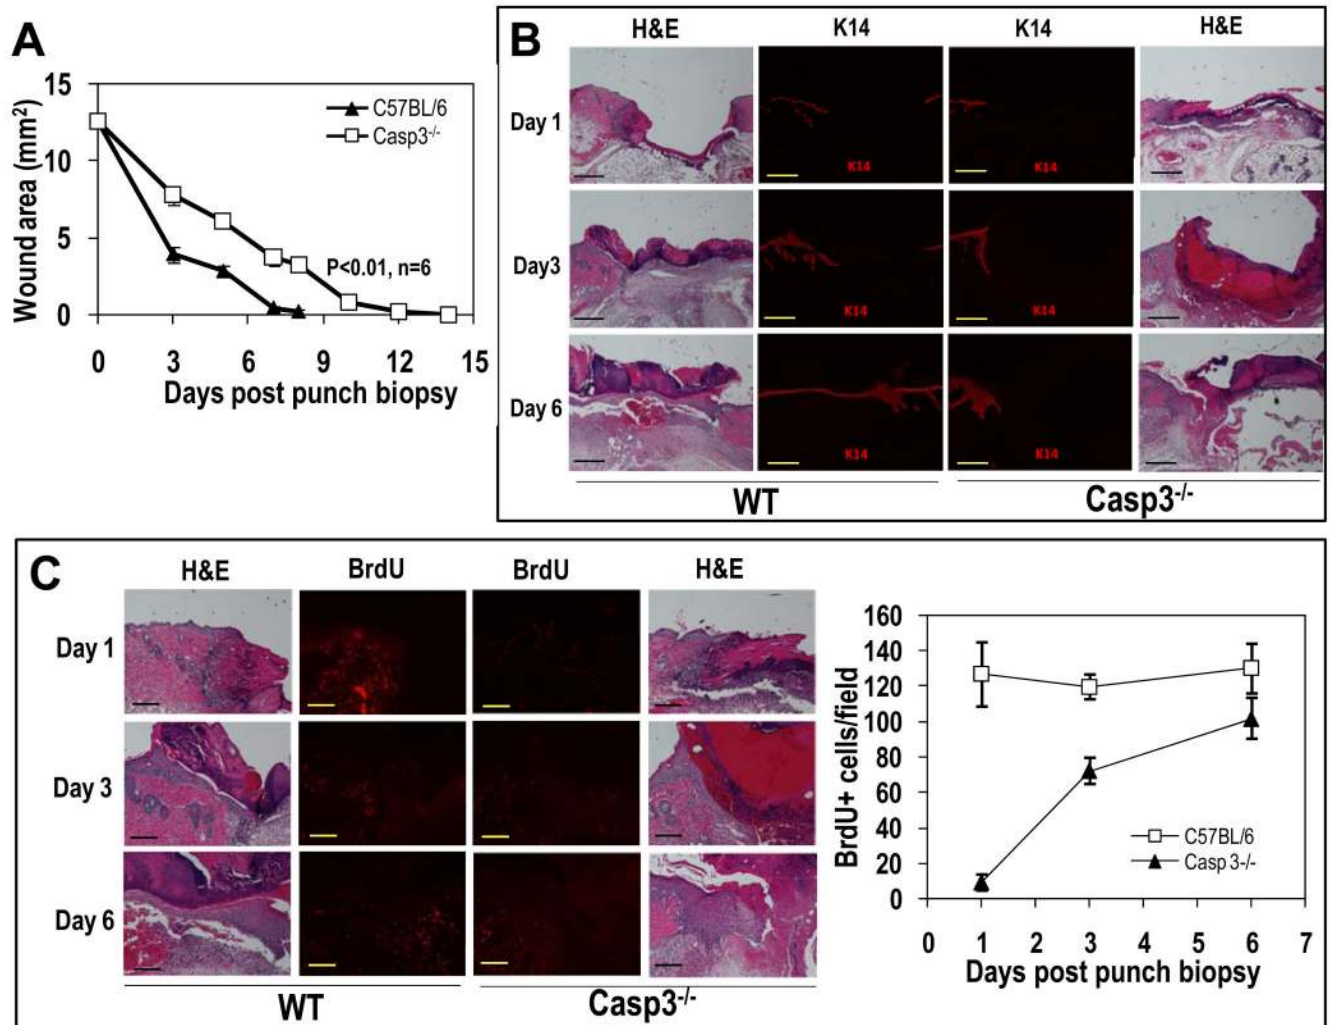 A
15
10
5
0
Wound area (mm²)
C57BL/6
Casp3-/-
P<0.01, n=6
0 3 6 9 12 15
Days post punch biopsy
B
H&E K14 K14 H&E
Day 1
K14 K14
Day3
K14 K14
Day 6
K14 K14
WT Casp3-/-
C
H&E BrdU BrdU H&E
Day 1
Day 3
Day 6
WT Casp3-/-
160
140
120
100
80
60
40
20
0
BrdU+ cells/field
C57BL/6
Casp 3-/-
0 1 2 3 4 5 6 7
Days post punch biopsy